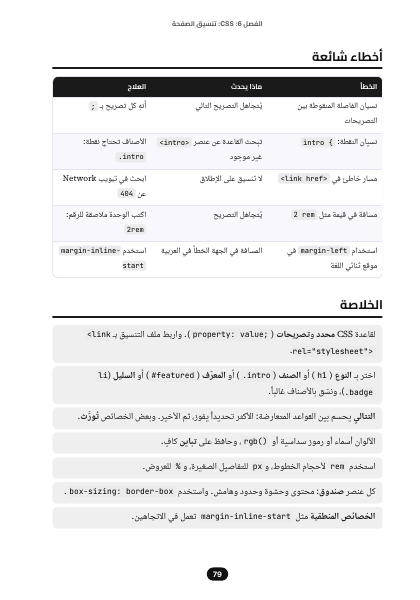 الفصل 6: CSS: تنسيق الصفحة
أخطاء شائعة
الخطأ ماذا يحدث العلاج
نسيان الفاصلة المنقوطة بين يُتجاهل التصريح التالي أنهِ كل تصريح بـ ;
التصريحات
نسيان النقطة: intro { تبحث القاعدة عن عنصر <intro> الأصناف تحتاج نقطة:
غير موجود .intro
مسار خاطئ في <link href> لا تنسيق على الإطلاق ابحث في تبويب Network
عن 404
مسافة في قيمة مثل 2 rem يُتجاهل التصريح اكتب الوحدة ملاصقة للرقم:
2rem
استخدام margin-left في المسافة في الجهة الخطأ في العربية استخدم margin-inline-
موقع ثنائي اللغة start
الخلاصة
لقاعدة CSS محدد وتصريحات ( property: value; ). واربط ملف التنسيق بـ <link
rel="stylesheet">.
اختر بـ النوع ( h1 ) أو الصنف ( .intro ) أو المعرّف ( #featured ) أو السليل (li
.badge)، ونسّق بالأصناف غالباً.
التتالي يحسم بين القواعد المتعارضة: الأكثر تحديداً يفوز، ثم الأخير. وبعض الخصائص تُورَّث.
الألوان أسماء أو رموز سداسية أو rgb() ، وحافظ على تباين كافٍ.
استخدم rem لأحجام الخطوط، و px للتفاصيل الصغيرة، و % للعروض.
كل عنصر صندوق: محتوى وحشوة وحدود وهامش. واستخدم box-sizing: border-box .
الخصائص المنطقية مثل margin-inline-start تعمل في الاتجاهين.
79